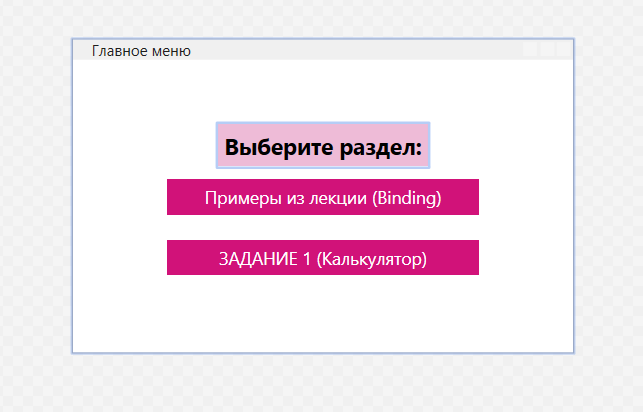 Главное меню
Выберите раздел:
Примеры из лекции (Binding)
ЗАДАНИЕ 1 (Калькулятор)